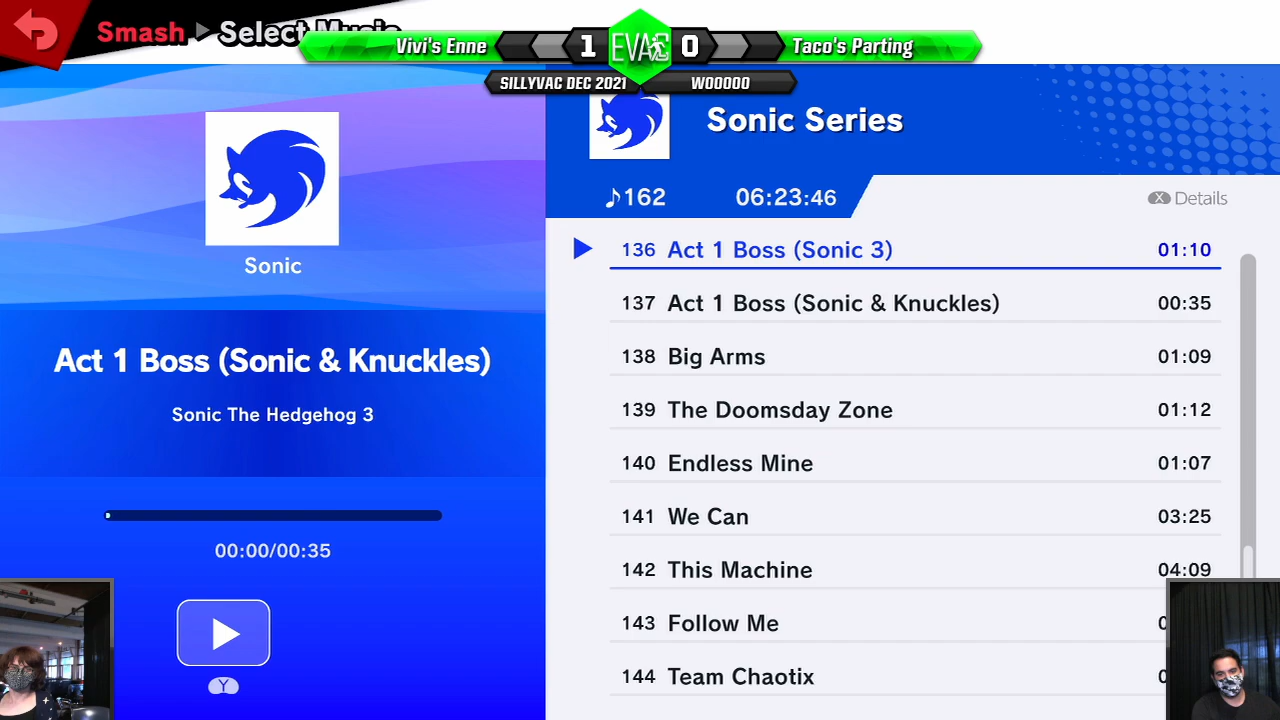 Smash ▶ Select Music
Vivi's Enne
1
EVAC
0
Taco's Parting
SILLYVAC DEC 2021
WOOOOO
Sonic
Act 1 Boss (Sonic & Knuckles)
Sonic The Hedgehog 3
00:00/00:35
Y
Sonic Series
♪162
06:23:46
X Details
136 Act 1 Boss (Sonic 3) 01:10
137 Act 1 Boss (Sonic & Knuckles) 00:35
138 Big Arms 01:09
139 The Doomsday Zone 01:12
140 Endless Mine 01:07
141 We Can 03:25
142 This Machine 04:09
143 Follow Me
144 Team Chaotix